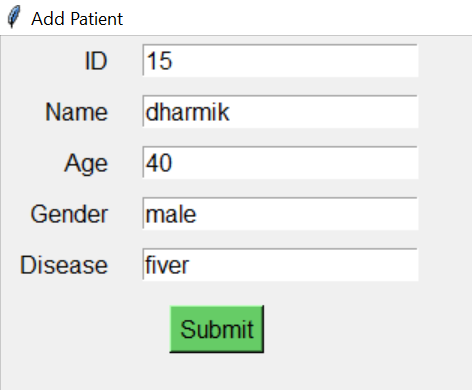 Add Patient
ID 15
Name dharmik
Age 40
Gender male
Disease fiver
Submit